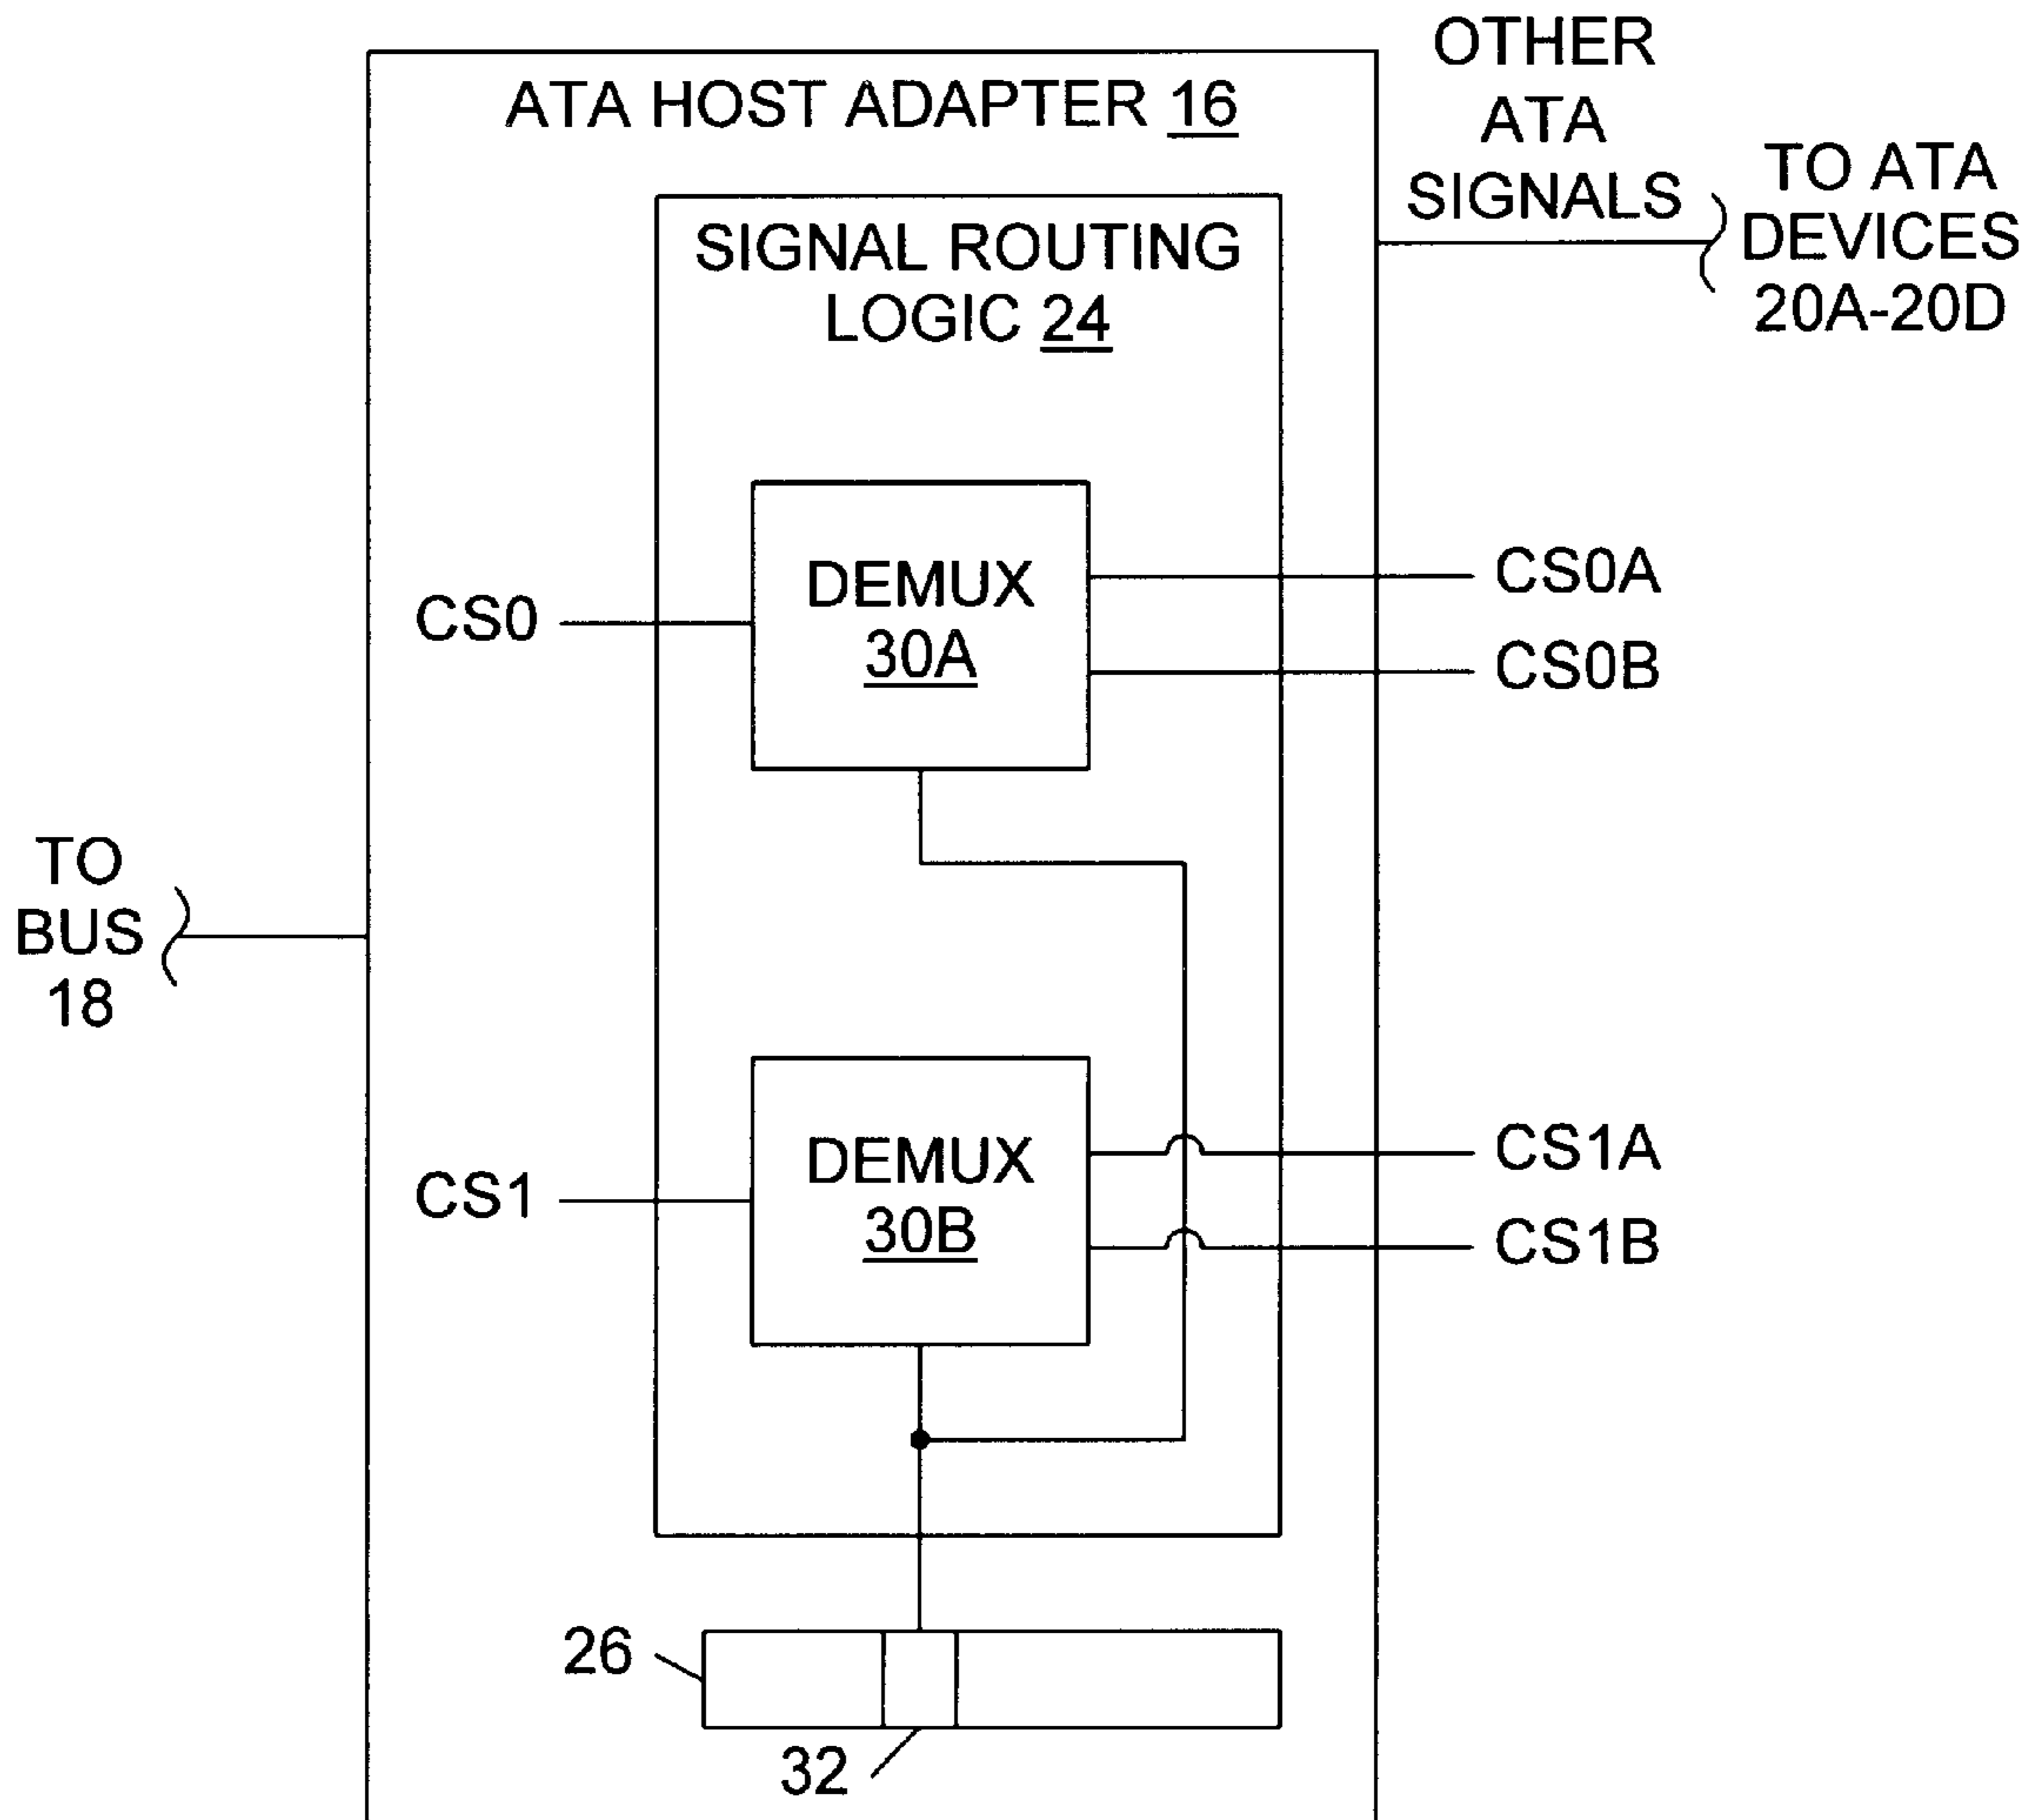 OTHER
ATA
SIGNALS
TO ATA
DEVICES
20A-20D
ATA HOST ADAPTER 16
SIGNAL ROUTING
LOGIC 24
CS0
DEMUX
30A
CS0A
CS0B
TO
BUS
18
CS1
DEMUX
30B
CS1A
CS1B
26
32